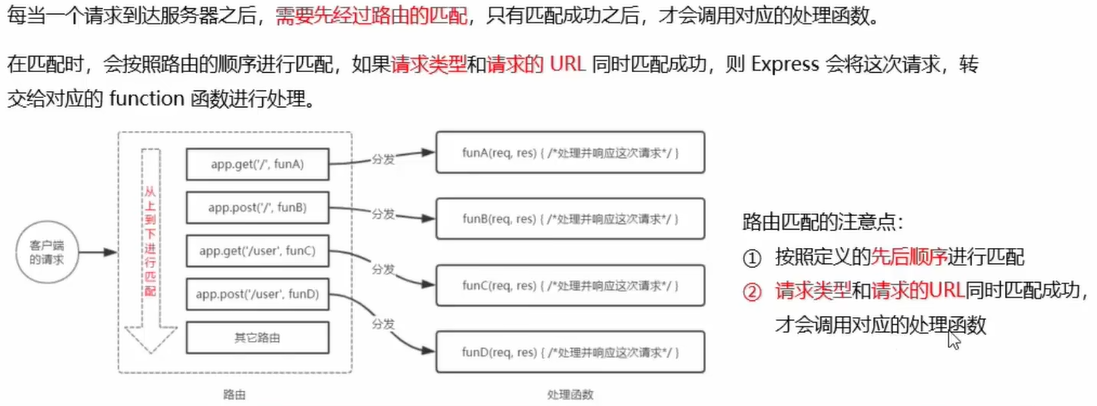 每当一个请求到达服务器之后，需要先经过路由的匹配，只有匹配成功之后，才会调用对应的处理函数。
在匹配时，会按照路由的顺序进行匹配，如果请求类型和请求的 URL 同时匹配成功，则 Express 会将这次请求，转
交给对应的 function 函数进行处理。
客户端
的请求
从上到下进行匹配
app.get('/', funA)
app.post('/', funB)
app.get('/user', funC)
app.post('/user', funD)
其它路由
路由
分发
分发
分发
分发
funA(req, res) { /*处理并响应这次请求*/ }
funB(req, res) { /*处理并响应这次请求*/ }
funC(req, res) { /*处理并响应这次请求*/ }
funD(req, res) { /*处理并响应这次请求*/ }
处理函数
路由匹配的注意点：
① 按照定义的先后顺序进行匹配
② 请求类型和请求的URL同时匹配成功，
才会调用对应的处理函数